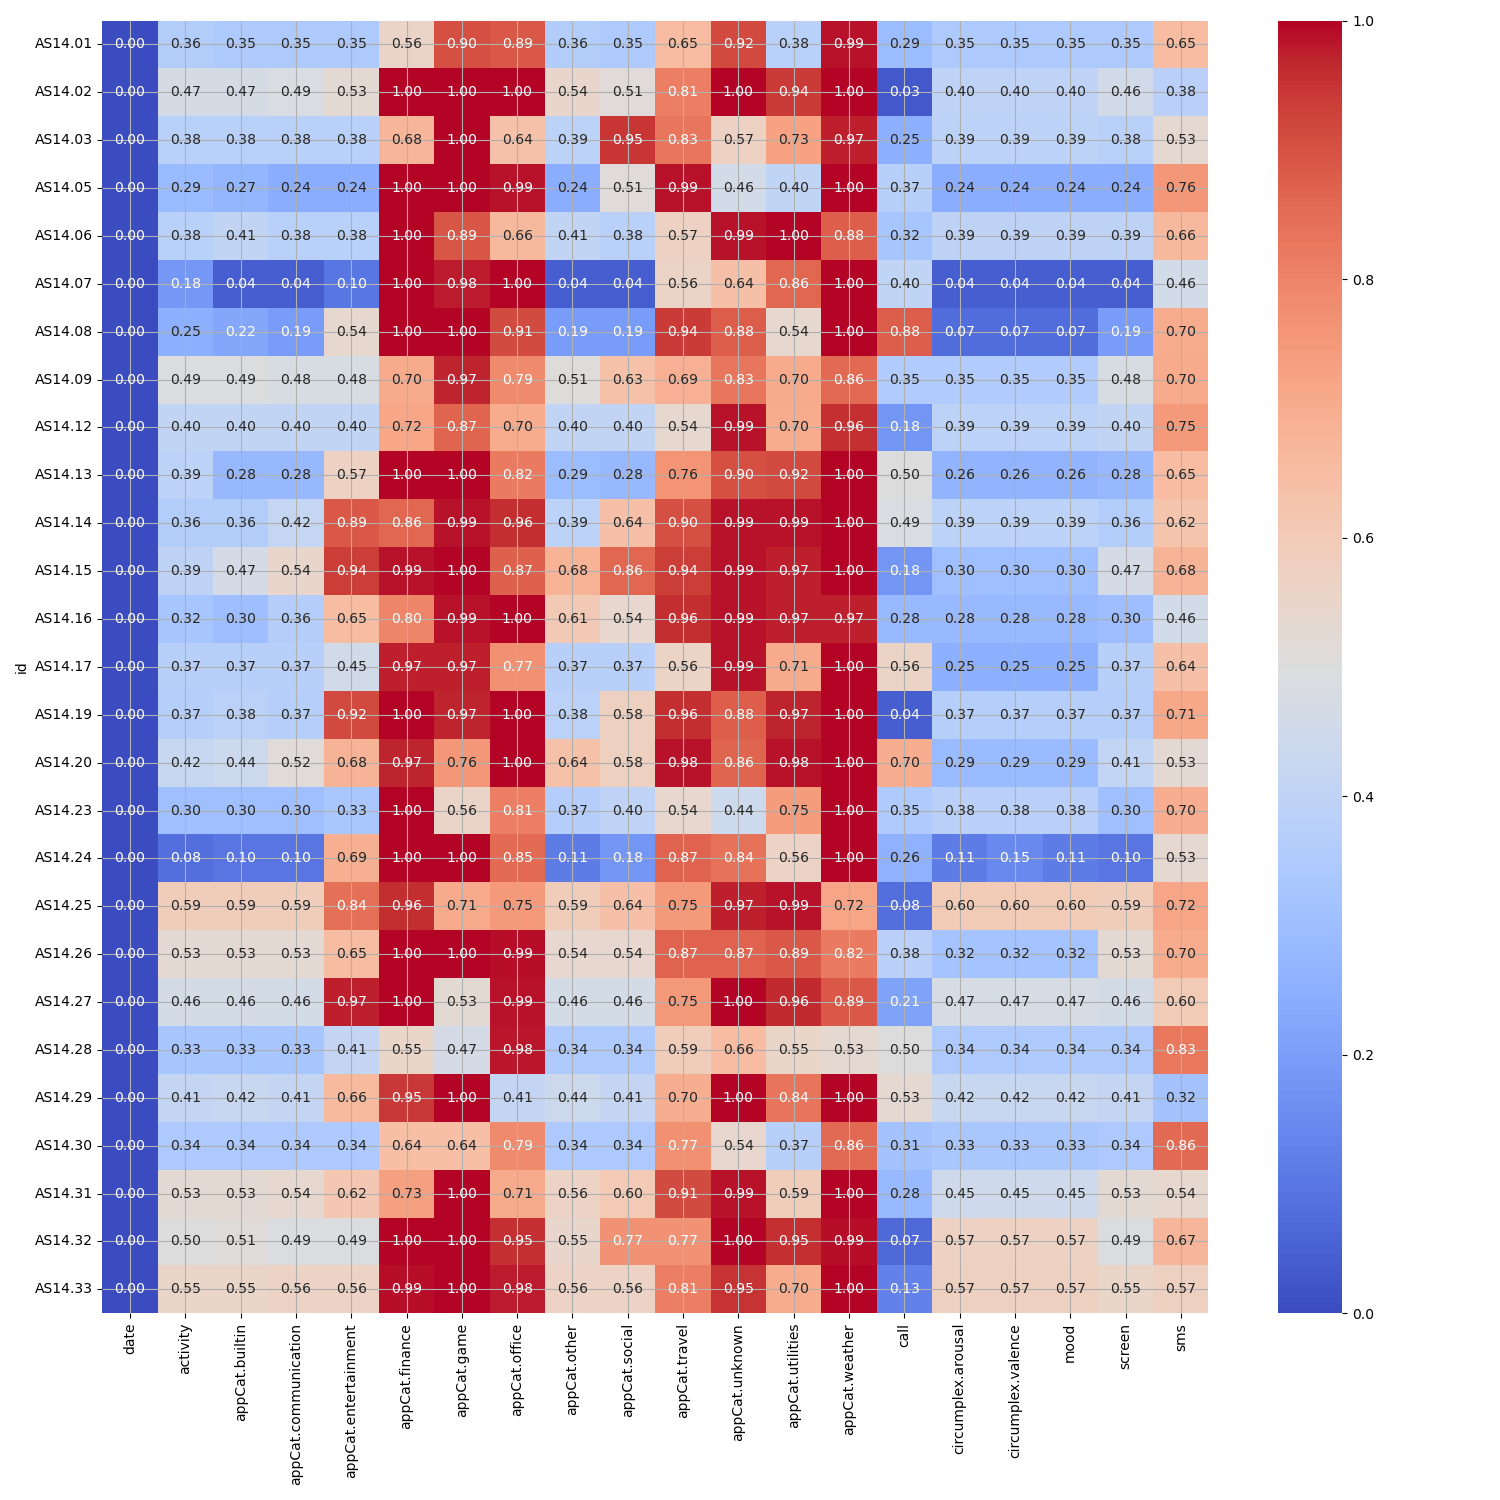 AS14.01 0.00 0.36 0.35 0.35 0.35 0.56 0.90 0.89 0.36 0.35 0.65 0.92 0.38 0.99 0.29 0.35 0.35 0.35 0.35 0.65 1.0
AS14.02 0.00 0.47 0.47 0.49 0.53 1.00 1.00 1.00 0.54 0.51 0.81 1.00 0.94 1.00 0.03 0.40 0.40 0.40 0.46 0.38
AS14.03 0.00 0.38 0.38 0.38 0.38 0.68 1.00 0.64 0.39 0.95 0.83 0.57 0.73 0.97 0.25 0.39 0.39 0.39 0.38 0.53
AS14.05 0.00 0.29 0.27 0.24 0.24 1.00 1.00 0.99 0.24 0.51 0.99 0.46 0.40 1.00 0.37 0.24 0.24 0.24 0.24 0.76
AS14.06 0.00 0.38 0.41 0.38 0.38 1.00 0.89 0.66 0.41 0.38 0.57 0.99 1.00 0.88 0.32 0.39 0.39 0.39 0.39 0.66
AS14.07 0.00 0.18 0.04 0.04 0.10 1.00 0.98 1.00 0.04 0.04 0.56 0.64 0.86 1.00 0.40 0.04 0.04 0.04 0.04 0.46 0.8
AS14.08 0.00 0.25 0.22 0.19 0.54 1.00 1.00 0.91 0.19 0.19 0.94 0.88 0.54 1.00 0.88 0.07 0.07 0.07 0.19 0.70
AS14.09 0.00 0.49 0.49 0.48 0.48 0.70 0.97 0.79 0.51 0.63 0.69 0.83 0.70 0.86 0.35 0.35 0.35 0.35 0.48 0.70
AS14.12 0.00 0.40 0.40 0.40 0.40 0.72 0.87 0.70 0.40 0.40 0.54 0.99 0.70 0.96 0.18 0.39 0.39 0.39 0.40 0.75
AS14.13 0.00 0.39 0.28 0.28 0.57 1.00 1.00 0.82 0.29 0.28 0.76 0.90 0.92 1.00 0.50 0.26 0.26 0.26 0.28 0.65
AS14.14 0.00 0.36 0.36 0.42 0.89 0.86 0.99 0.96 0.39 0.64 0.90 0.99 0.99 1.00 0.49 0.39 0.39 0.39 0.36 0.62 0.6
AS14.15 0.00 0.39 0.47 0.54 0.94 0.99 1.00 0.87 0.68 0.86 0.94 0.99 0.97 1.00 0.18 0.30 0.30 0.30 0.47 0.68
AS14.16 0.00 0.32 0.30 0.36 0.65 0.80 0.99 1.00 0.61 0.54 0.96 0.99 0.97 0.97 0.28 0.28 0.28 0.28 0.30 0.46
id
AS14.17 0.00 0.37 0.37 0.37 0.45 0.97 0.97 0.77 0.37 0.37 0.56 0.99 0.71 1.00 0.56 0.25 0.25 0.25 0.37 0.64
AS14.19 0.00 0.37 0.38 0.37 0.92 1.00 0.97 1.00 0.38 0.58 0.96 0.88 0.97 1.00 0.04 0.37 0.37 0.37 0.37 0.71
AS14.20 0.00 0.42 0.44 0.52 0.68 0.97 0.76 1.00 0.64 0.58 0.98 0.86 0.98 1.00 0.70 0.29 0.29 0.29 0.41 0.53
AS14.23 0.00 0.30 0.30 0.30 0.33 1.00 0.56 0.81 0.37 0.40 0.54 0.44 0.75 1.00 0.35 0.38 0.38 0.38 0.30 0.70 0.4
AS14.24 0.00 0.08 0.10 0.10 0.69 1.00 1.00 0.85 0.11 0.18 0.87 0.84 0.56 1.00 0.26 0.11 0.15 0.11 0.10 0.53
AS14.25 0.00 0.59 0.59 0.59 0.84 0.96 0.71 0.75 0.59 0.64 0.75 0.97 0.99 0.72 0.08 0.60 0.60 0.60 0.59 0.72
AS14.26 0.00 0.53 0.53 0.53 0.65 1.00 1.00 0.99 0.54 0.54 0.87 0.87 0.89 0.82 0.38 0.32 0.32 0.32 0.53 0.70
AS14.27 0.00 0.46 0.46 0.46 0.97 1.00 0.53 0.99 0.46 0.46 0.75 1.00 0.96 0.89 0.21 0.47 0.47 0.47 0.46 0.60
AS14.28 0.00 0.33 0.33 0.33 0.41 0.55 0.47 0.98 0.34 0.34 0.59 0.66 0.55 0.53 0.50 0.34 0.34 0.34 0.34 0.83 0.2
AS14.29 0.00 0.41 0.42 0.41 0.66 0.95 1.00 0.41 0.44 0.41 0.70 1.00 0.84 1.00 0.53 0.42 0.42 0.42 0.41 0.32
AS14.30 0.00 0.34 0.34 0.34 0.34 0.64 0.64 0.79 0.34 0.34 0.77 0.54 0.37 0.86 0.31 0.33 0.33 0.33 0.34 0.86
AS14.31 0.00 0.53 0.53 0.54 0.62 0.73 1.00 0.71 0.56 0.60 0.91 0.99 0.59 1.00 0.28 0.45 0.45 0.45 0.53 0.54
AS14.32 0.00 0.50 0.51 0.49 0.49 1.00 1.00 0.95 0.55 0.77 0.77 1.00 0.95 0.99 0.07 0.57 0.57 0.57 0.49 0.67
AS14.33 0.00 0.55 0.55 0.56 0.56 0.99 1.00 0.98 0.56 0.56 0.81 0.95 0.70 1.00 0.13 0.57 0.57 0.57 0.55 0.57
0.0
date
activity
appCat.builtin
appCat.communication
appCat.entertainment
appCat.finance
appCat.game
appCat.office
appCat.other
appCat.social
appCat.travel
appCat.unknown
appCat.utilities
appCat.weather
call
circumplex.arousal
circumplex.valence
mood
screen
sms